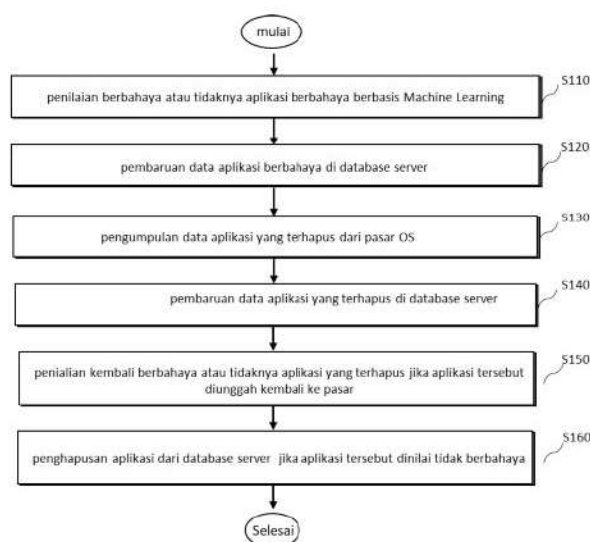 mulai
S110
penilaian berbahaya atau tidaknya aplikasi berbahaya berbasis Machine Learning
S120
pembaruan data aplikasi berbahaya di database server
S130
pengumpulan data aplikasi yang terhapus dari pasar OS
S140
pembaruan data aplikasi yang terhapus di database server
S150
penialian kembali berbahaya atau tidaknya aplikasi yang terhapus jika aplikasi tersebut
diunggah kembali ke pasar
S160
penghapusan aplikasi dari database server jika aplikasi tersebut dinilai tidak berbahaya
Selesai